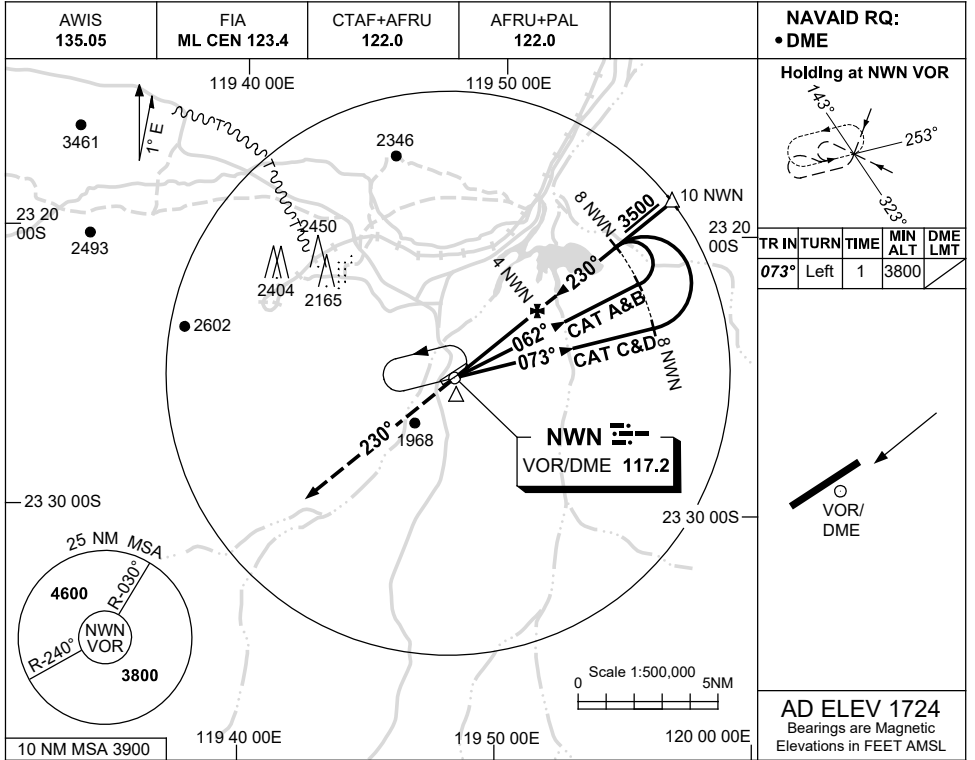 AWIS
135.05
FIA
ML CEN 123.4
CTAF+AFRU
122.0
AFRU+PAL
122.0
NAVAID RQ:
• DME
Holding at NWN VOR
143°
253°
323°
TR IN TURN TIME MIN ALT DME LMT
073° Left 1 3800
119 40 00E
119 50 00E
3461
1° E
2346
10 NWN
3500
8 NWN
23 20
00S
23 20
00S
2493
2450
2404
2165
230°
4 NWN
2602
062°
CAT A&B
073°
CAT C&D
8 NWN
NWN
VOR/DME 117.2
230°
1968
23 30 00S
23 30 00S
VOR/
DME
25 NM MSA
4600
R-030°
NWN
VOR
R-240°
3800
Scale 1:500,000
0 5NM
10 NM MSA 3900
119 40 00E
119 50 00E
120 00 00E
AD ELEV 1724
Bearings are Magnetic
Elevations in FEET AMSL